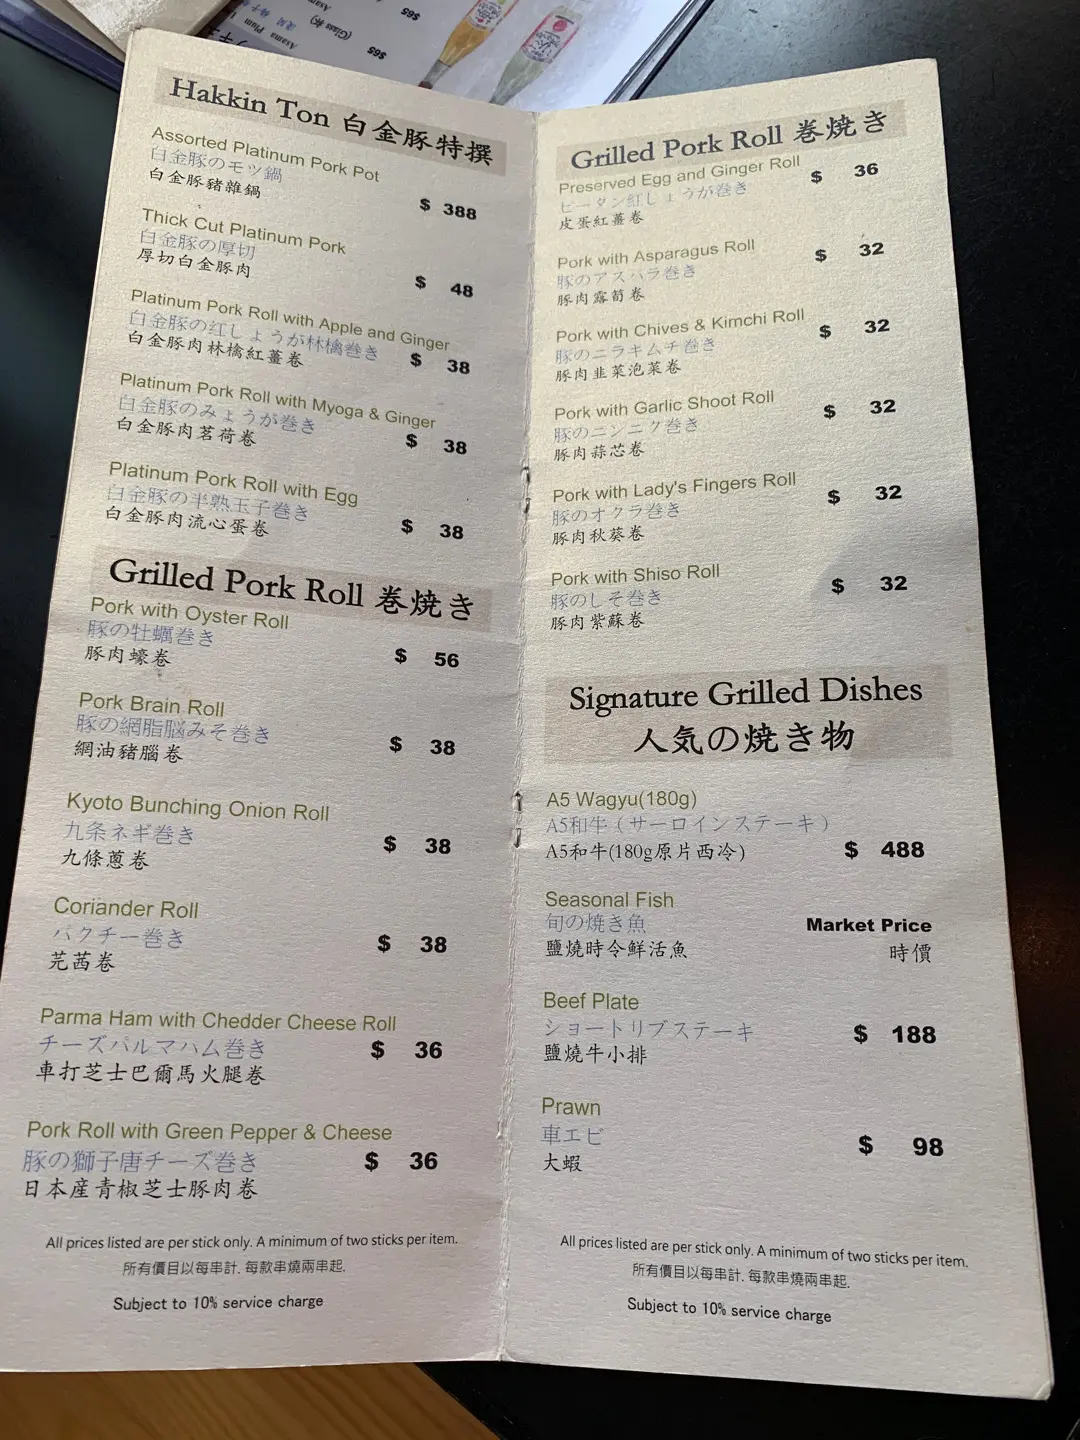 $65
(Glass 杯)
$65
Asama Plum
Hakkin Ton 白金豚特撰
Assorted Platinum Pork Pot
白金豚のモツ鍋
白金豚豬雜鍋
$ 388
Thick Cut Platinum Pork
白金豚の厚切
厚切白金豚肉
$ 48
Platinum Pork Roll with Apple and Ginger
白金豚の紅しょうが林檎巻き
白金豚肉林檎紅薑卷
$ 38
Platinum Pork Roll with Myoga & Ginger
白金豚のみょうが巻き
白金豚肉茗荷卷
$ 38
Platinum Pork Roll with Egg
白金豚の半熟玉子巻き
白金豚肉流心蛋卷
$ 38
Grilled Pork Roll 巻焼き
Pork with Oyster Roll
豚の牡蠣巻き
豚肉蠔卷
$ 56
Pork Brain Roll
豚の網脂脳みそ巻き
網油豬腦卷
$ 38
Kyoto Bunching Onion Roll
九条ネギ巻き
九條蔥卷
$ 38
Coriander Roll
パクチー巻き
芫茜卷
$ 38
Parma Ham with Chedder Cheese Roll
チーズパルマハム巻き
車打芝士巴爾馬火腿卷
$ 36
Pork Roll with Green Pepper & Cheese
豚の獅子唐チーズ巻き
日本産青椒芝士豚肉卷
$ 36
All prices listed are per stick only. A minimum of two sticks per item.
所有價目以每串計. 每款串燒兩串起.
Subject to 10% service charge
Grilled Pork Roll 巻焼き
Preserved Egg and Ginger Roll
ピータン紅しょうが巻き
皮蛋紅薑卷
$ 36
Pork with Asparagus Roll
豚のアスパラ巻き
豚肉露筍卷
$ 32
Pork with Chives & Kimchi Roll
豚のニラキムチ巻き
豚肉韭菜泡菜卷
$ 32
Pork with Garlic Shoot Roll
豚のニンニク巻き
豚肉蒜芯卷
$ 32
Pork with Lady's Fingers Roll
豚のオクラ巻き
豚肉秋葵卷
$ 32
Pork with Shiso Roll
豚のしそ巻き
豚肉紫蘇卷
$ 32
Signature Grilled Dishes
人気の焼き物
A5 Wagyu(180g)
A5和牛(サーロインステーキ)
A5和牛(180g原片西冷)
$ 488
Seasonal Fish
旬の焼き魚
鹽燒時令鮮活魚
Market Price
時價
Beef Plate
ショートリブステーキ
鹽燒牛小排
$ 188
Prawn
車エビ
大蝦
$ 98
All prices listed are per stick only. A minimum of two sticks per item.
所有價目以每串計. 每款串燒兩串起.
Subject to 10% service charge